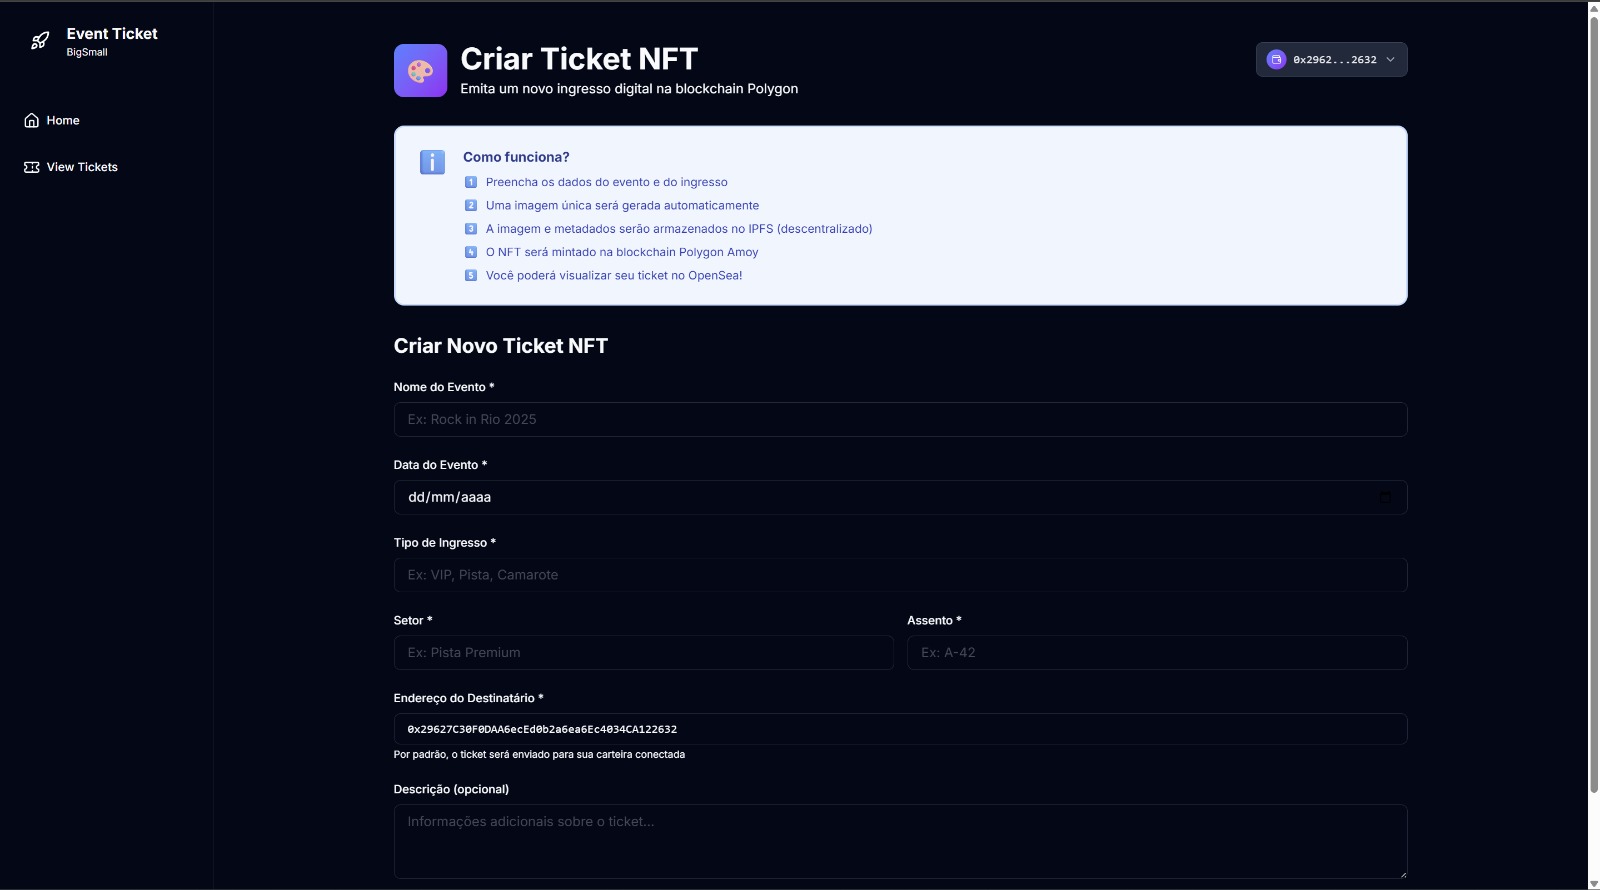 Event Ticket
BigSmall
Home
View Tickets
Criar Ticket NFT
Emita um novo ingresso digital na blockchain Polygon
0x2962...2632
Como funciona?
1 Preencha os dados do evento e do ingresso
2 Uma imagem única será gerada automaticamente
3 A imagem e metadados serão armazenados no IPFS (descentralizado)
4 O NFT será mintado na blockchain Polygon Amoy
5 Você poderá visualizar seu ticket no OpenSea!
Criar Novo Ticket NFT
Nome do Evento *
Ex: Rock in Rio 2025
Data do Evento *
dd/mm/aaaa
Tipo de Ingresso *
Ex: VIP, Pista, Camarote
Setor *
Ex: Pista Premium
Assento *
Ex: A-42
Endereço do Destinatário *
0x29627C30F0DAA6ecEd0b2a6ea6Ec4034CA122632
Por padrão, o ticket será enviado para sua carteira conectada
Descrição (opcional)
Informações adicionais sobre o ticket...